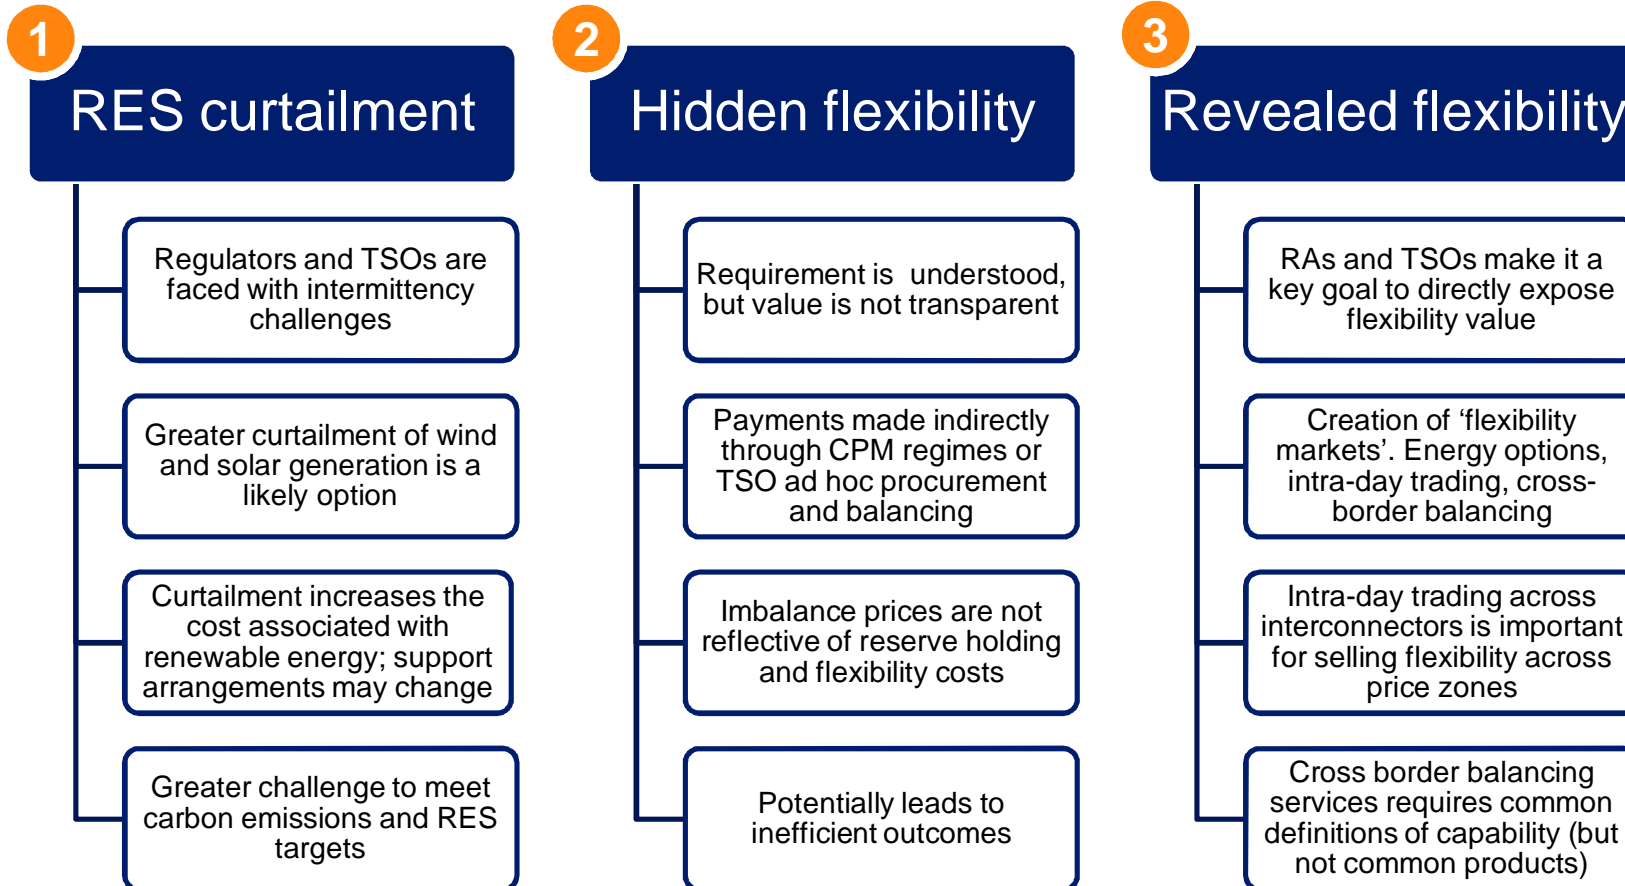 1
RES curtailment
Regulators and TSOs are
faced with intermittency
challenges
Greater curtailment of wind
and solar generation is a
likely option
Curtailment increases the
cost associated with
renewable energy; support
arrangements may change
Greater challenge to meet
carbon emissions and RES
targets
2
Hidden flexibility
Requirement is  understood,
but value is not transparent
Payments made indirectly
through CPM regimes or
TSO ad hoc procurement
and balancing
Imbalance prices are not
reflective of reserve holding
and flexibility costs
Potentially leads to
inefficient outcomes
3
Revealed flexibility
RAs and TSOs make it a
key goal to directly expose
flexibility value
Creation of ‘flexibility
markets’. Energy options,
intra-day trading, cross-
border balancing
Intra-day trading across
interconnectors is important
for selling flexibility across
price zones
Cross border balancing
services requires common
definitions of capability (but
not common products)